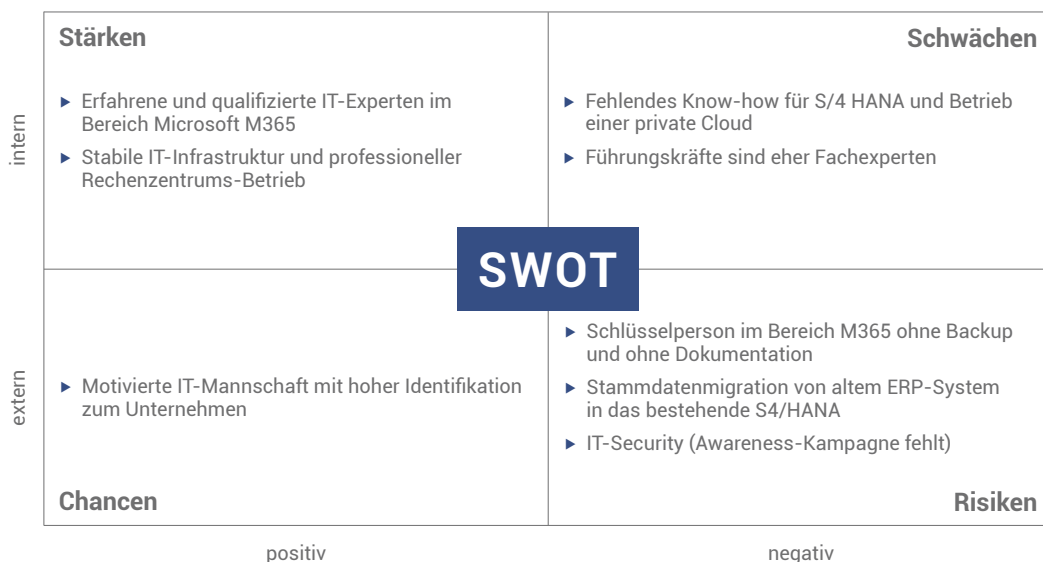 Stärken
Schwächen
intern
▶ Erfahrene und qualifizierte IT-Experten im
Bereich Microsoft M365
▶ Stabile IT-Infrastruktur und professioneller
Rechenzentrums-Betrieb
▶ Fehlendes Know-how für S/4 HANA und Betrieb
einer private Cloud
▶ Führungskräfte sind eher Fachexperten
SWOT
extern
▶ Motivierte IT-Mannschaft mit hoher Identifikation
zum Unternehmen
▶ Schlüsselperson im Bereich M365 ohne Backup
und ohne Dokumentation
▶ Stammdatenmigration von altem ERP-System
in das bestehende S4/HANA
▶ IT-Security (Awareness-Kampagne fehlt)
Chancen
Risiken
positiv
negativ